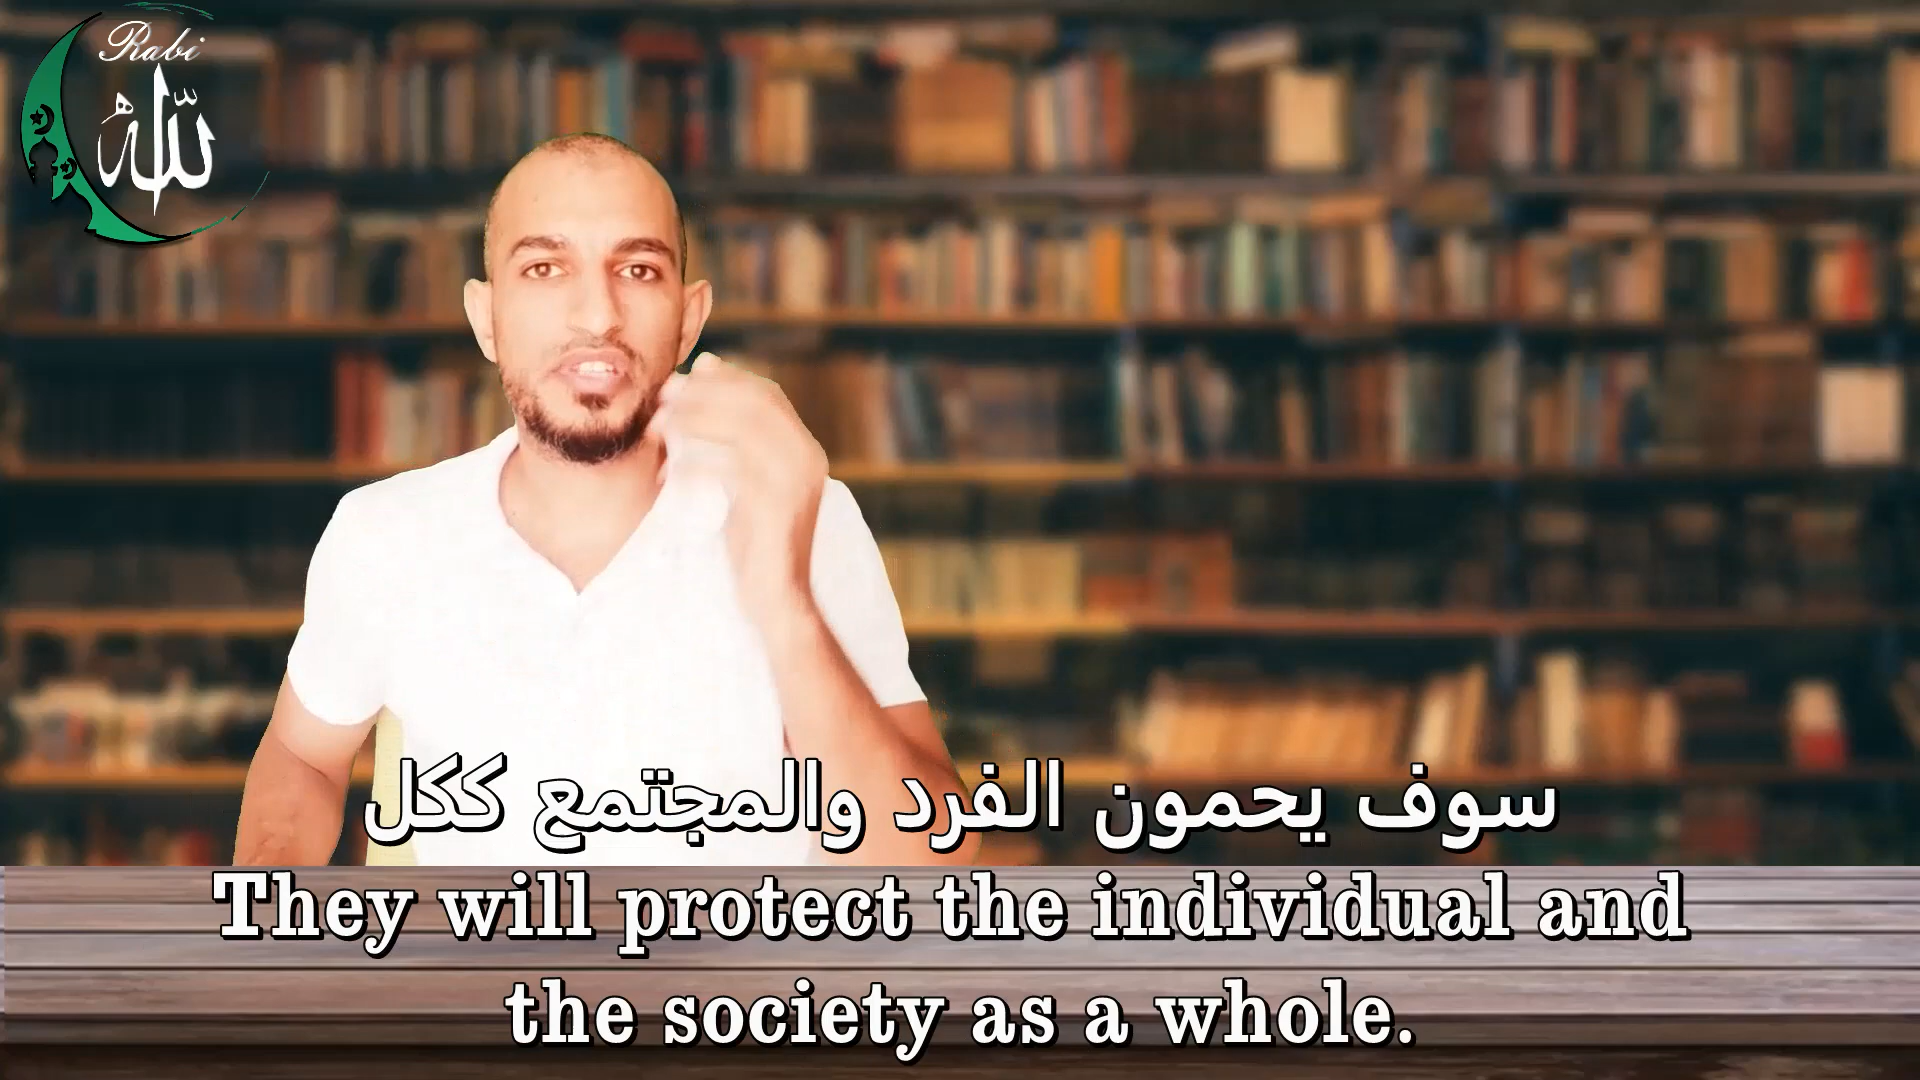 Rabi
الله
سوف يحمون الفرد والمجتمع ككل
They will protect the individual and
the society as a whole.